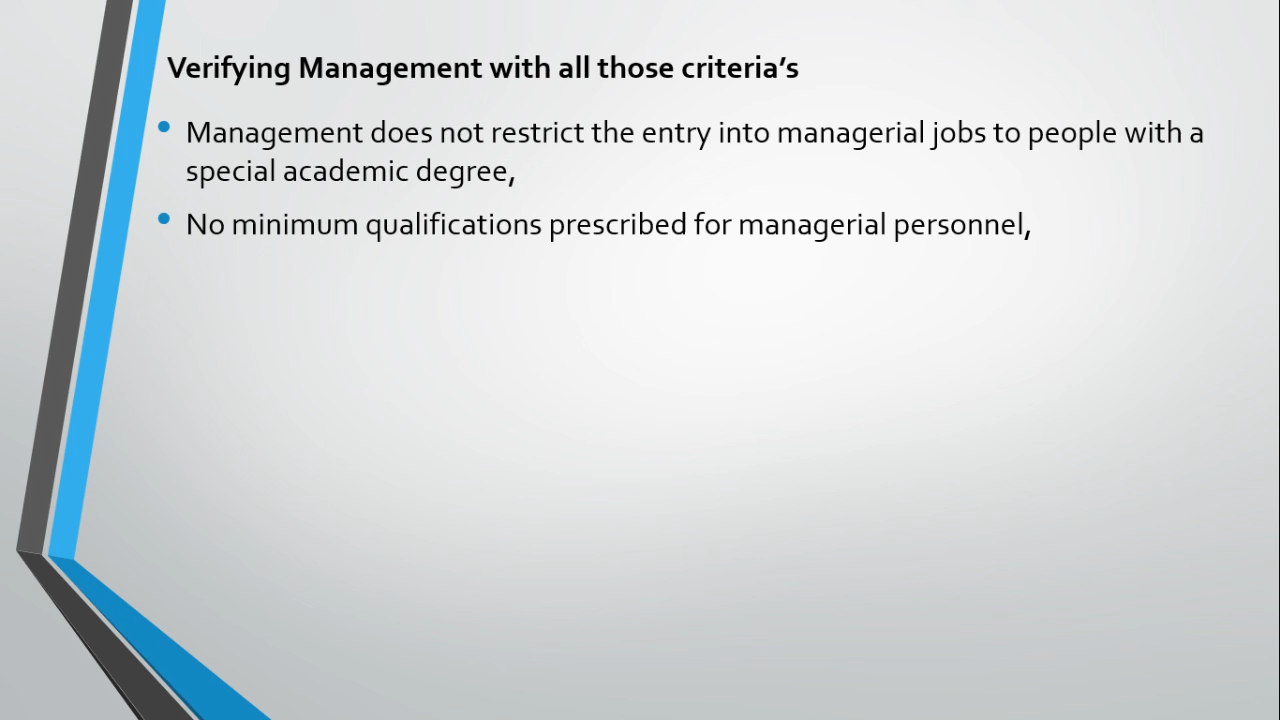 Verifying Management with all those criteria’s
• Management does not restrict the entry into managerial jobs to people with a
special academic degree,
• No minimum qualifications prescribed for managerial personnel,